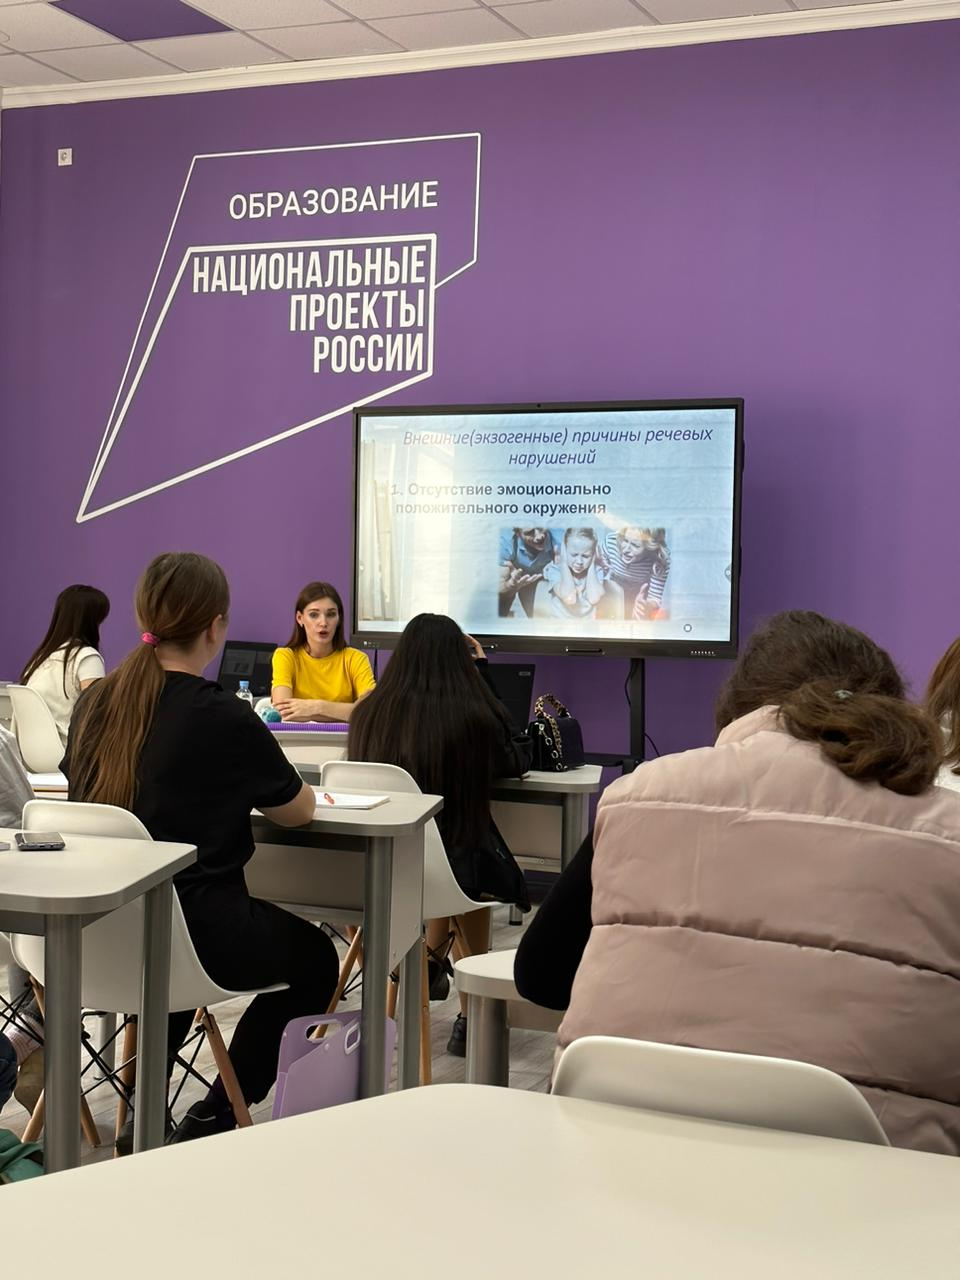 ОБРАЗОВАНИЕ
НАЦИОНАЛЬНЫЕ
ПРОЕКТЫ
РОССИИ
Внешние(экзогенные) причины речевых
нарушений
1. Отсутствие эмоционально
положительного окружения